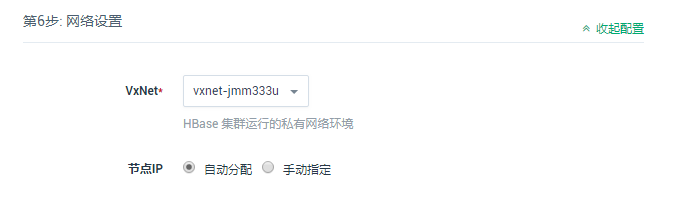 第6步: 网络设置
收起配置
VxNet*
vxnet-jmm333u
HBase 集群运行的私有网络环境
节点IP 自动分配 手动指定